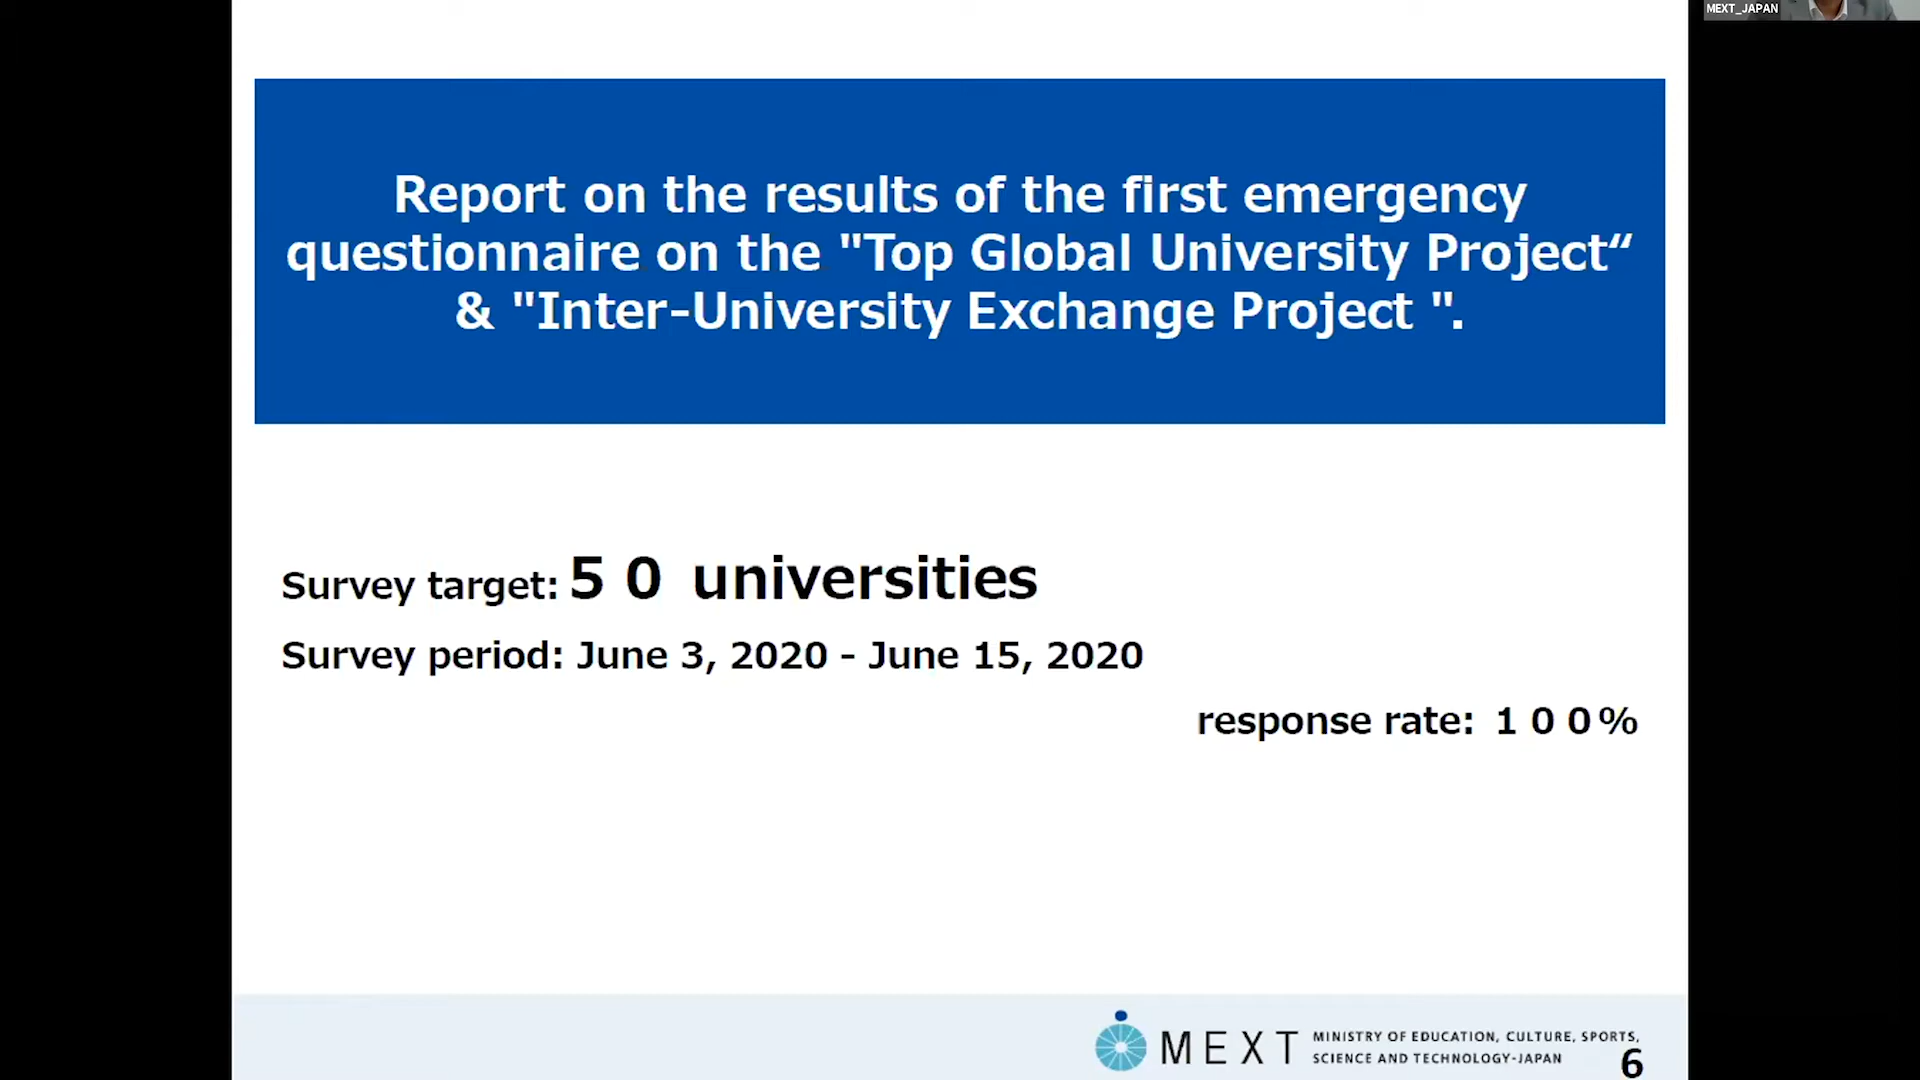 MEXT_JAPAN
Report on the results of the first emergency
questionnaire on the "Top Global University Project“
& "Inter-University Exchange Project ".
Survey target: 5 0 universities
Survey period: June 3, 2020 - June 15, 2020
response rate: 1 0 0%
MEXT MINISTRY OF EDUCATION, CULTURE, SPORTS,
SCIENCE AND TECHNOLOGY-JAPAN
6